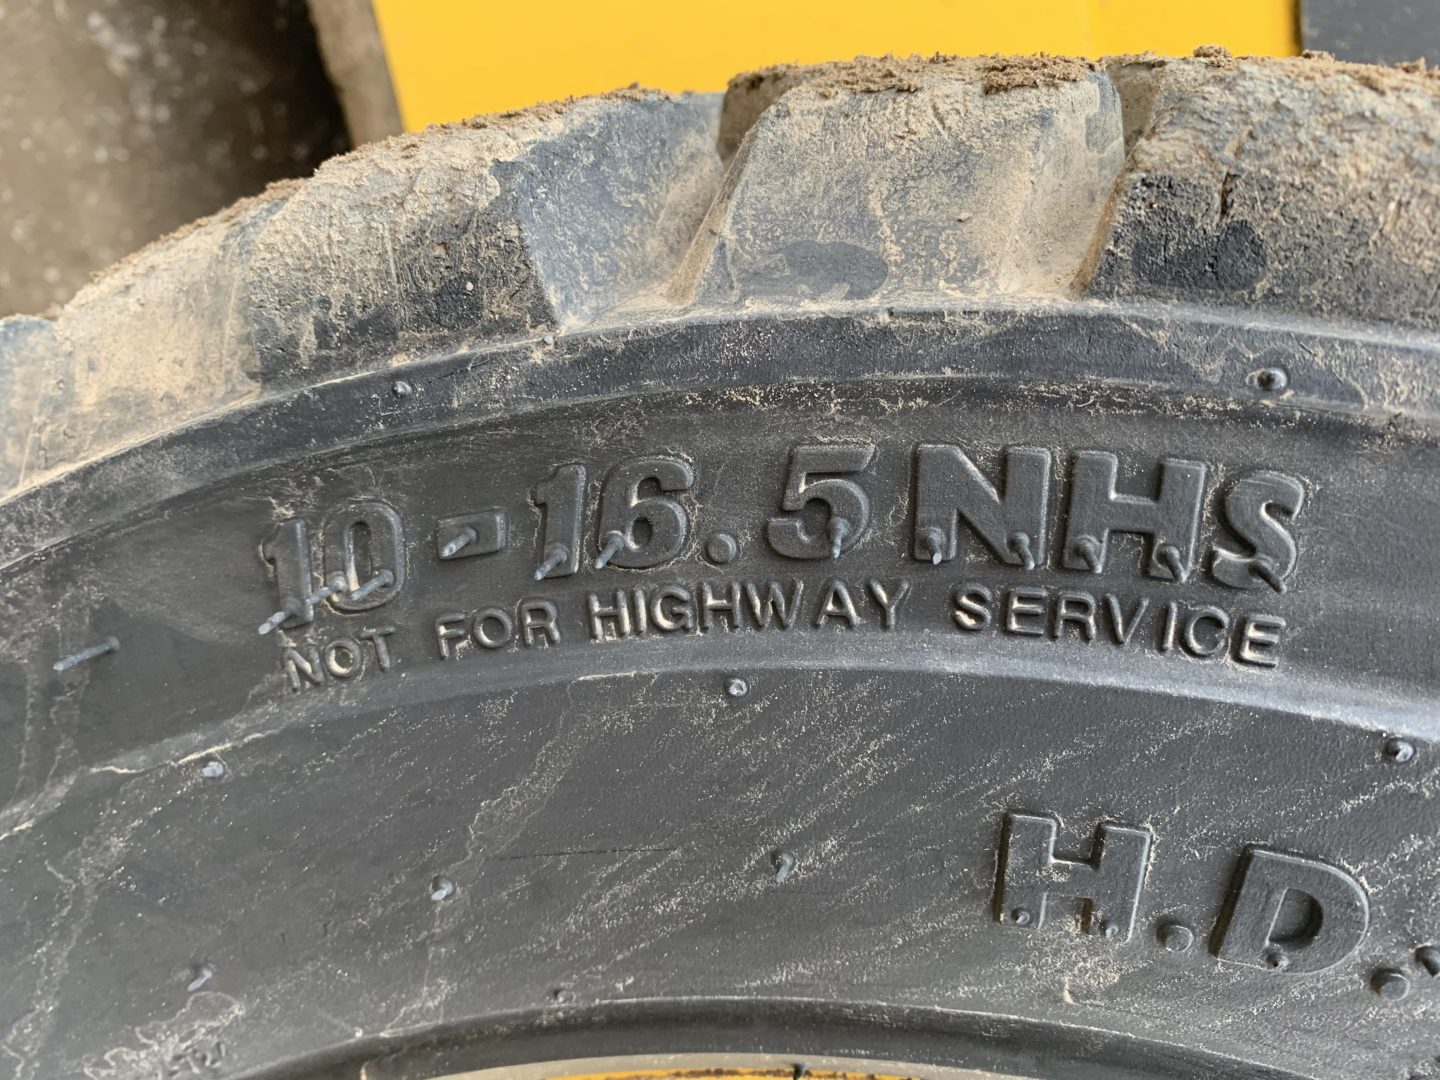 10-16.5NHS
NOT FOR HIGHWAY SERVICE
H.D.